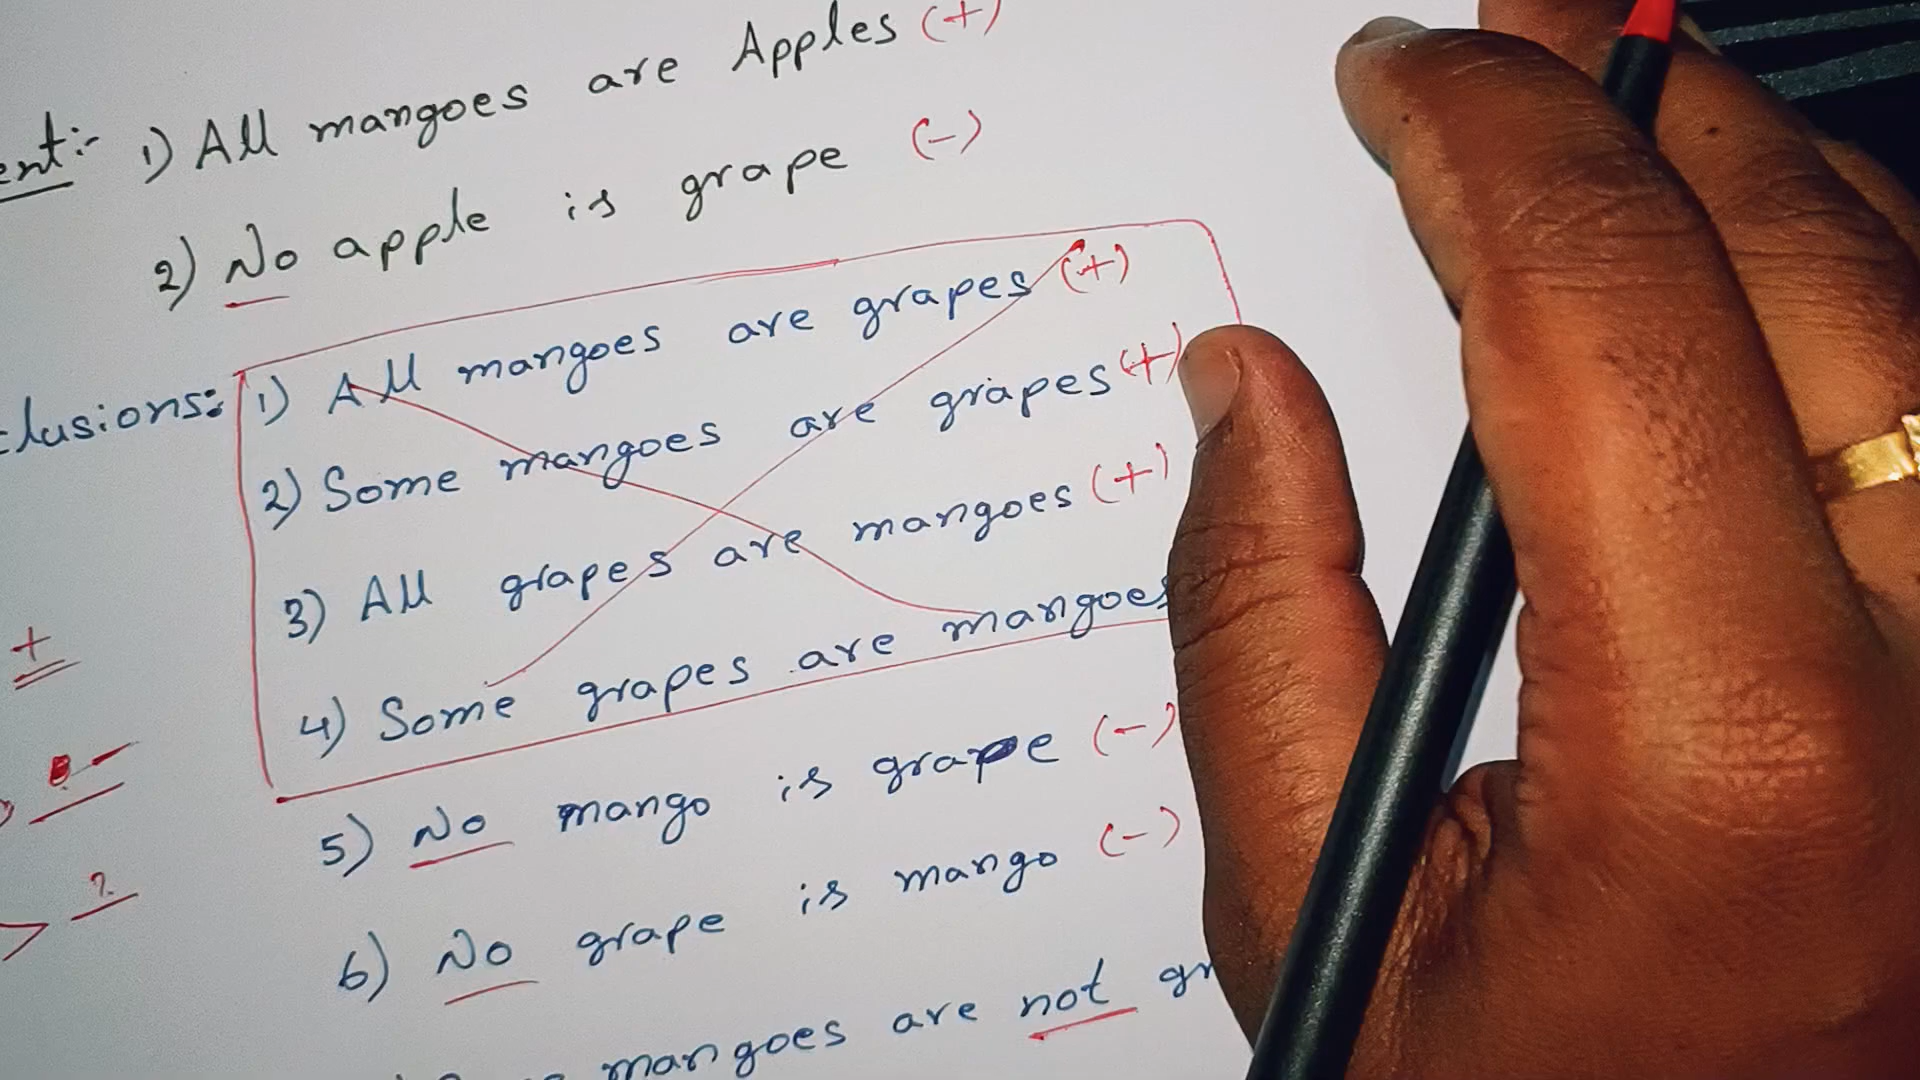 ent:- 1) All mangoes are Apples (+)
2) No apple is grape (-)
clusions: 1) All mangoes are grapes (+)
2) Some mangoes are grapes (+)
3) All grapes are mangoes (+)
4) Some grapes are mangoes
5) No mango is grape (-)
6) No grape is mango (-)
mangoes are not gr
+
-
?